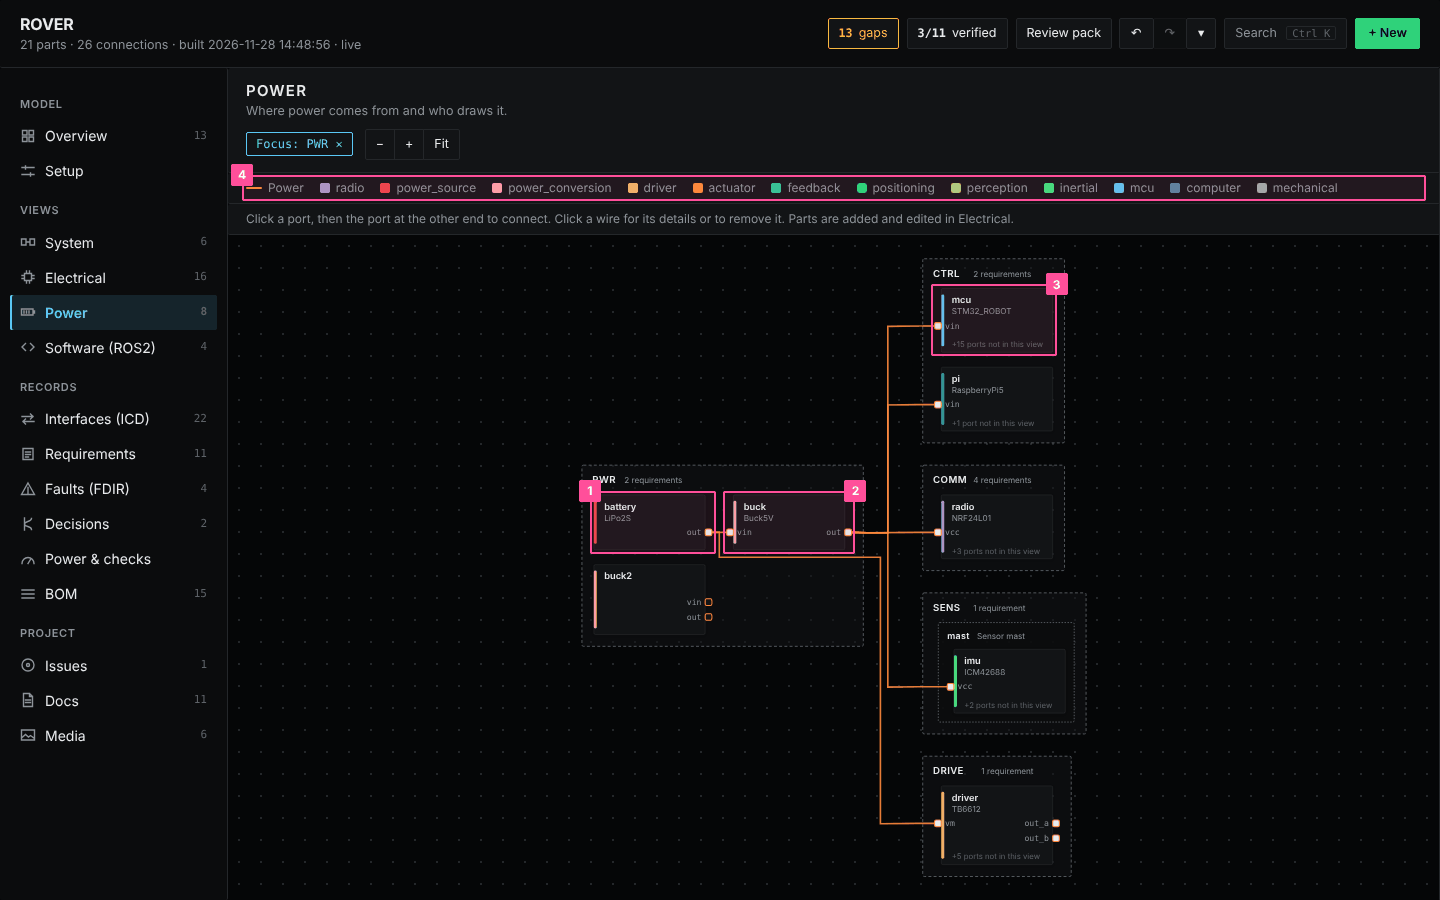 ROVER
21 parts · 26 connections · built 2026-11-28 14:48:56 · live
13 gaps
3/11 verified
Review pack
Search Ctrl K
+ New
MODEL
Overview 13
Setup
VIEWS
System 6
Electrical 16
Power 8
Software (ROS2) 4
RECORDS
Interfaces (ICD) 22
Requirements 11
Faults (FDIR) 4
Decisions 2
Power & checks
BOM 15
PROJECT
Issues 1
Docs 11
Media 6
POWER
Where power comes from and who draws it.
Focus: PWR ×
− + Fit
4
Power radio power_source power_conversion driver actuator feedback positioning perception inertial mcu computer mechanical
Click a port, then the port at the other end to connect. Click a wire for its details or to remove it. Parts are added and edited in Electrical.
CTRL 2 requirements
3
mcu
STM32_ROBOT
vin
+15 ports not in this view
pi
RaspberryPi5
vin
+1 port not in this view
PWR 2 requirements
1
battery
LiPo2S
out
2
buck
Buck5V
vin out
buck2
vin
out
COMM 4 requirements
radio
NRF24L01
vcc
+3 ports not in this view
SENS 1 requirement
mast Sensor mast
imu
ICM42688
vcc
+2 ports not in this view
DRIVE 1 requirement
driver
TB6612
vm out_a
out_b
+5 ports not in this view